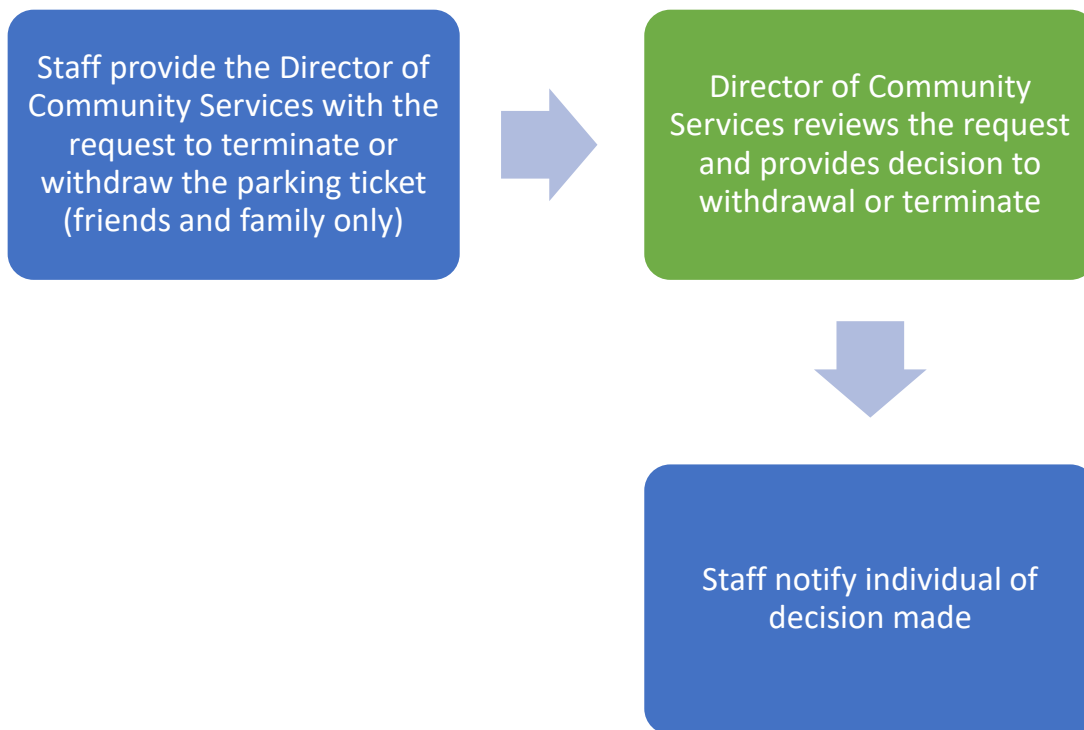 Staff provide the Director of
Community Services with the
request to terminate or
withdraw the parking ticket
(friends and family only)
Director of Community
Services reviews the request
and provides decision to
withdrawal or terminate
Staff notify individual of
decision made